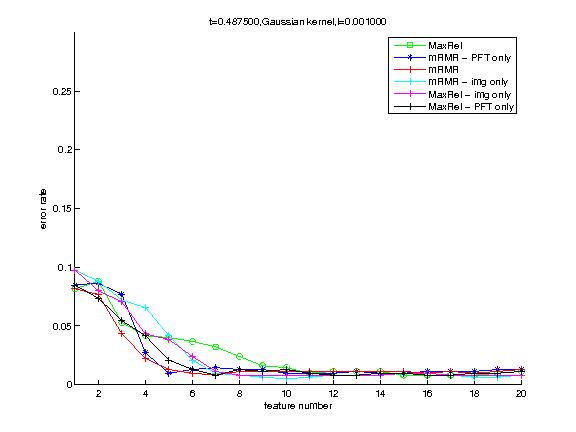 t=0.487500,Gaussian kernel,l=0.001000
MaxRel
mRMR - PFT only
mRMR
mRMR - img only
MaxRel - img only
MaxRel - PFT only
0.25
0.2
0.15
0.1
0.05
0
error rate
2 4 6 8 10 12 14 16 18 20
feature number